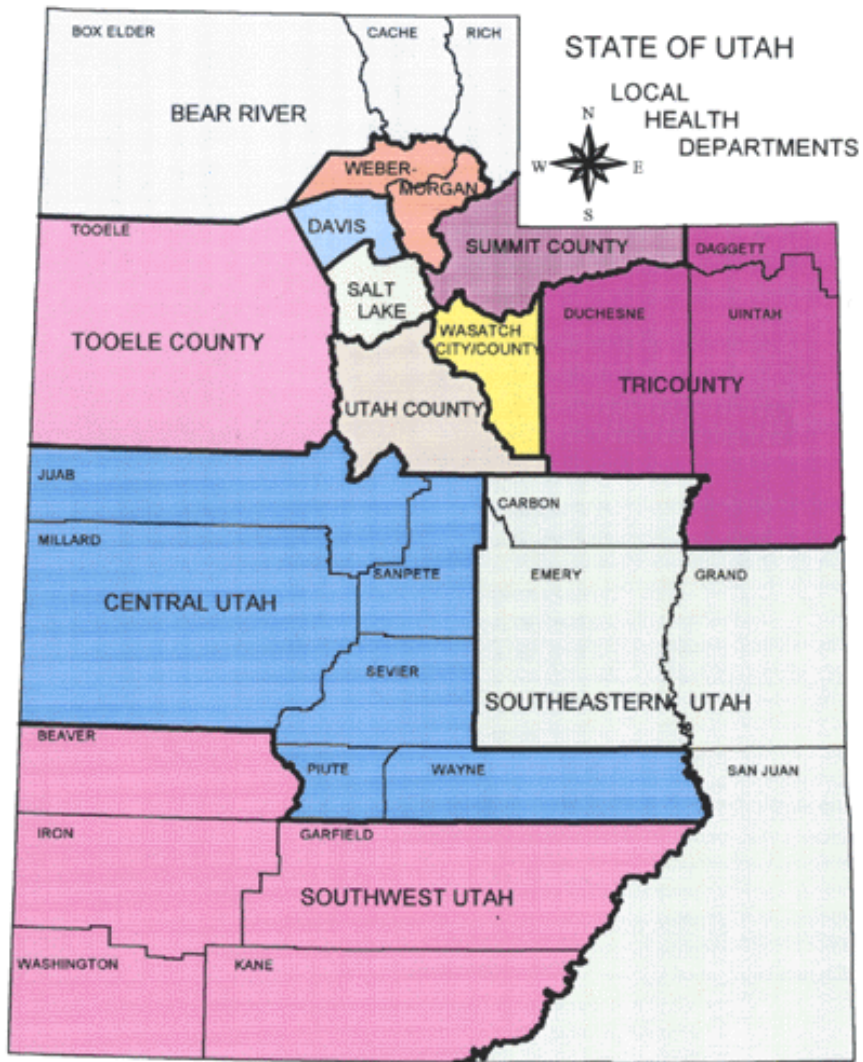 BOX ELDER
CACHE
RICH
STATE OF UTAH
LOCAL
HEALTH
DEPARTMENTS
N
W
E
S
BEAR RIVER
WEBER-
MORGAN
TOOELE
DAVIS
SUMMIT COUNTY
DAGGETT
SALT
LAKE
TOOELE COUNTY
WASATCH
CITY/COUNTY
DUCHESNE
UINTAH
TRICOUNTY
UTAH COUNTY
JUAB
CARBON
MILLARD
SANPETE
EMERY
GRAND
CENTRAL UTAH
SEVIER
SOUTHEASTERN UTAH
BEAVER
PIUTE
WAYNE
SAN JUAN
IRON
GARFIELD
SOUTHWEST UTAH
WASHINGTON
KANE